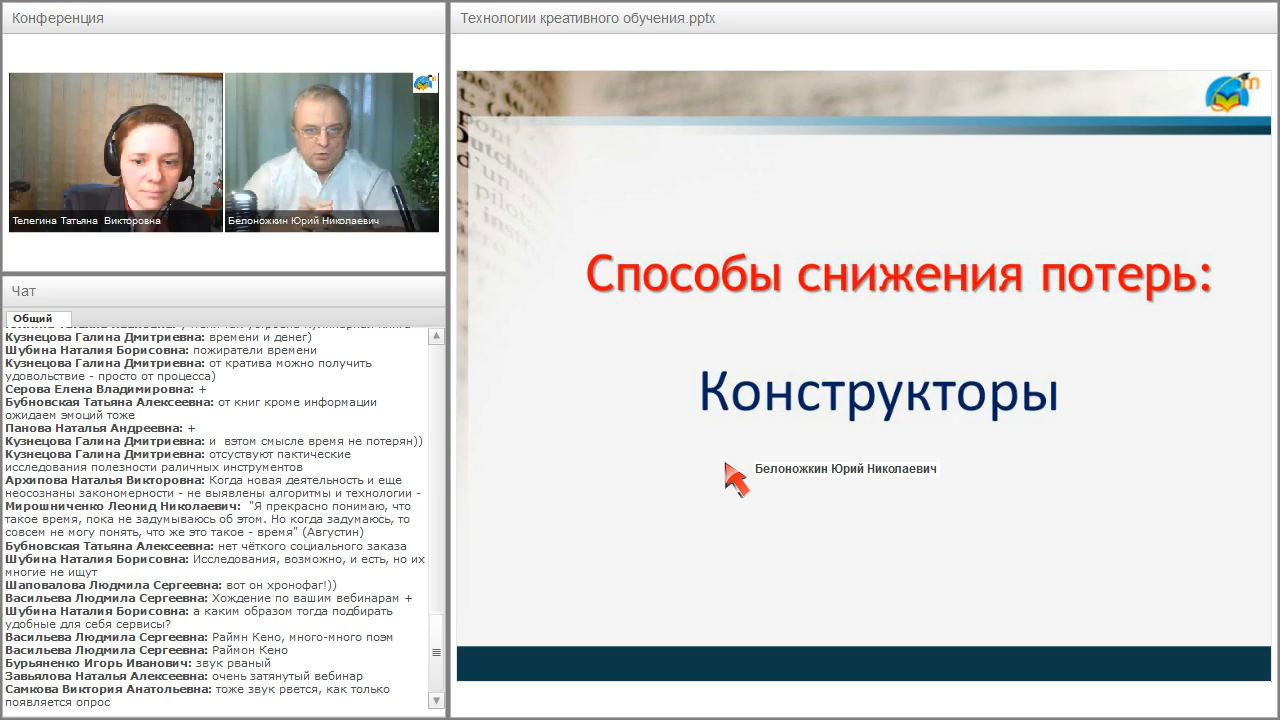 Конференция
Телегина Татьяна Викторовна
Белоножкин Юрий Николаевич
Чат
Общий
Кузнецова Галина Дмитриевна: времени и денег)
Шубина Наталия Борисовна: пожиратели времени
Кузнецова Галина Дмитриевна: от кратива можно получить
удовольствие - просто от процесса)
Серова Елена Владимировна: +
Бубновская Татьяна Алексеевна: от книг кроме информации
ожидаем эмоций тоже
Панова Наталья Андреевна: +
Кузнецова Галина Дмитриевна: и вэтом смысле время не потерян))
Кузнецова Галина Дмитриевна: отсуствуют пактические
исследования полезности раличных инструментов
Архипова Наталья Викторовна: Когда новая деятельность и еще
неосознаны закономерности - не выявлены алгоритмы и технологии -
Мирошниченко Леонид Николаевич: "Я прекрасно понимаю, что
такое время, пока не задумываюсь об этом. Но когда задумаюсь, то
совсем не могу понять, что же это такое - время" (Августин)
Бубновская Татьяна Алексеевна: нет чёткого социального заказа
Шубина Наталия Борисовна: Исследования, возможно, и есть, но их
многие не ищут
Шаповалова Людмила Сергеевна: вот он хронофаг!))
Васильева Людмила Сергеевна: Хождение по вашим вебинарам +
Шубина Наталия Борисовна: а каким образом тогда подбирать
удобные для себя сервисы?
Васильева Людмила Сергеевна: Раймн Кено, много-много поэм
Васильева Людмила Сергеевна: Раймон Кено
Бурьяненко Игорь Иванович: звук рваный
Завьялова Наталья Алексеевна: очень затянутый вебинар
Самкова Виктория Анатольевна: тоже звук рвется, как только
появляется опрос
Технологии креативного обучения.pptx
Способы снижения потерь:
Конструкторы
Белоножкин Юрий Николаевич